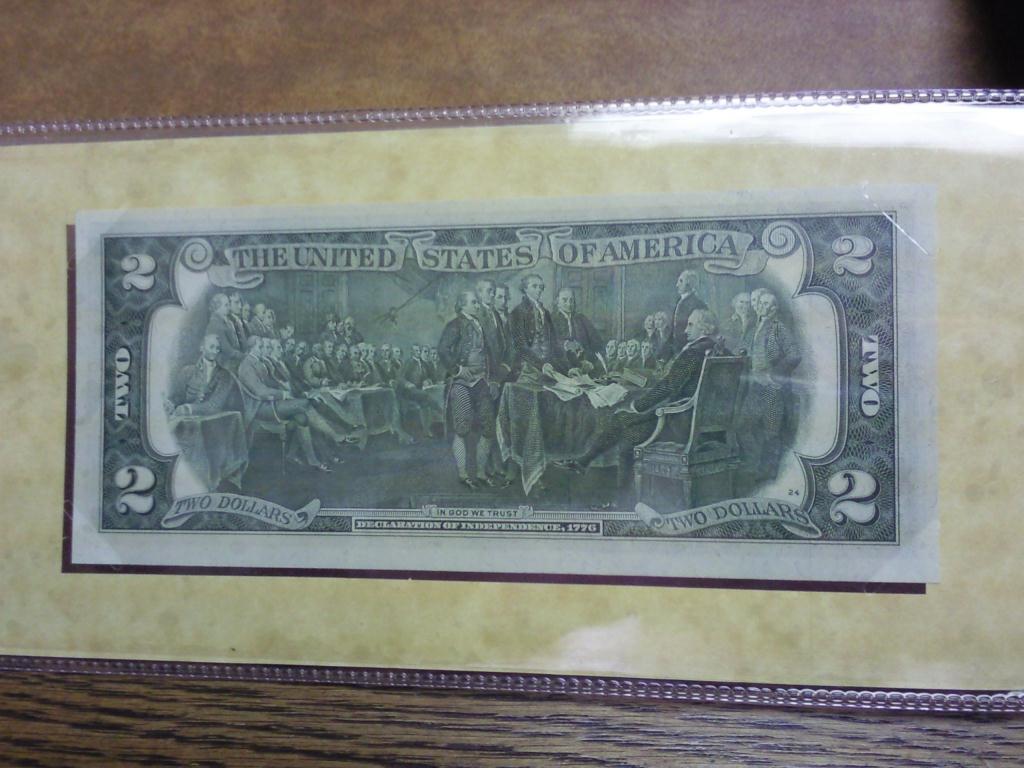 THE UNITED STATES OF AMERICA
2 2
TWO TWO
2 2
24
TWO DOLLARS TWO DOLLARS
IN GOD WE TRUST
DECLARATION OF INDEPENDENCE, 1776